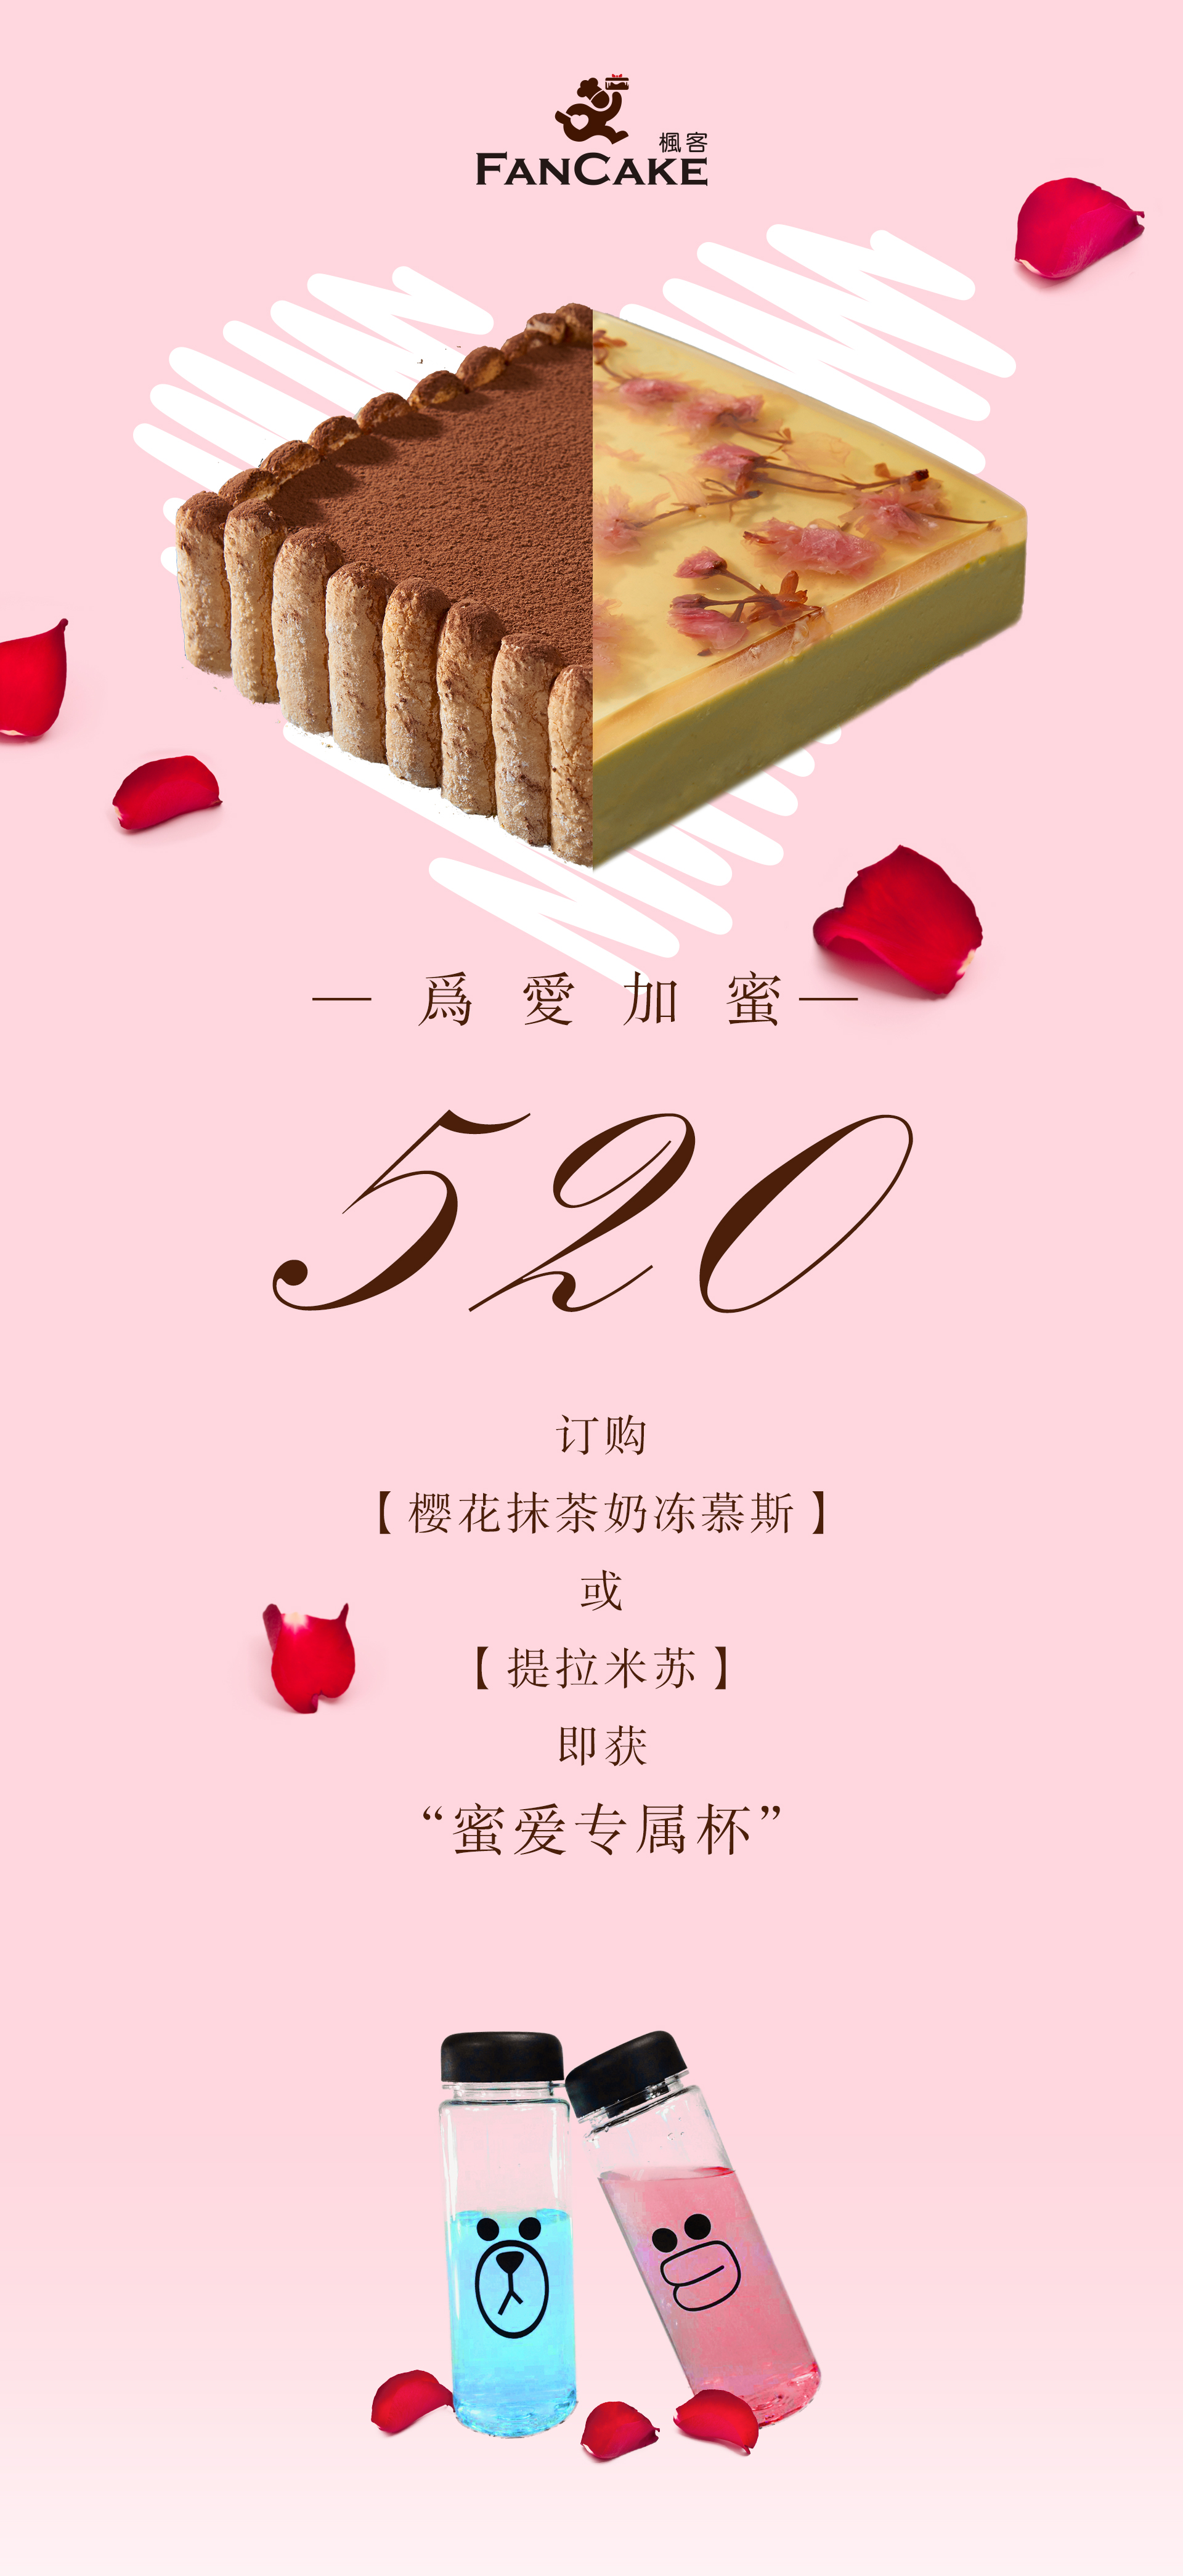 楓客
FANCAKE
— 爲愛加蜜 —
520
订购
【樱花抹茶奶冻慕斯】
或
【提拉米苏】
即获
“蜜爱专属杯”